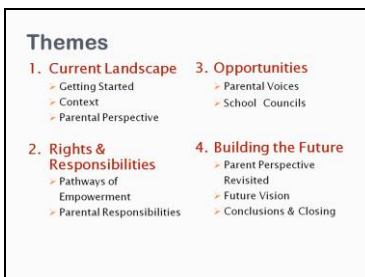 Themes
1. Current Landscape
➢ Getting Started
➢ Context
➢ Parental Perspective
2. Rights &
Responsibilities
➢ Pathways of
Empowerment
➢ Parental Responsibilities
3. Opportunities
➢ Parental Voices
➢ School Councils
4. Building the Future
➢ Parent Perspective
Revisited
➢ Future Vision
➢ Conclusions & Closing